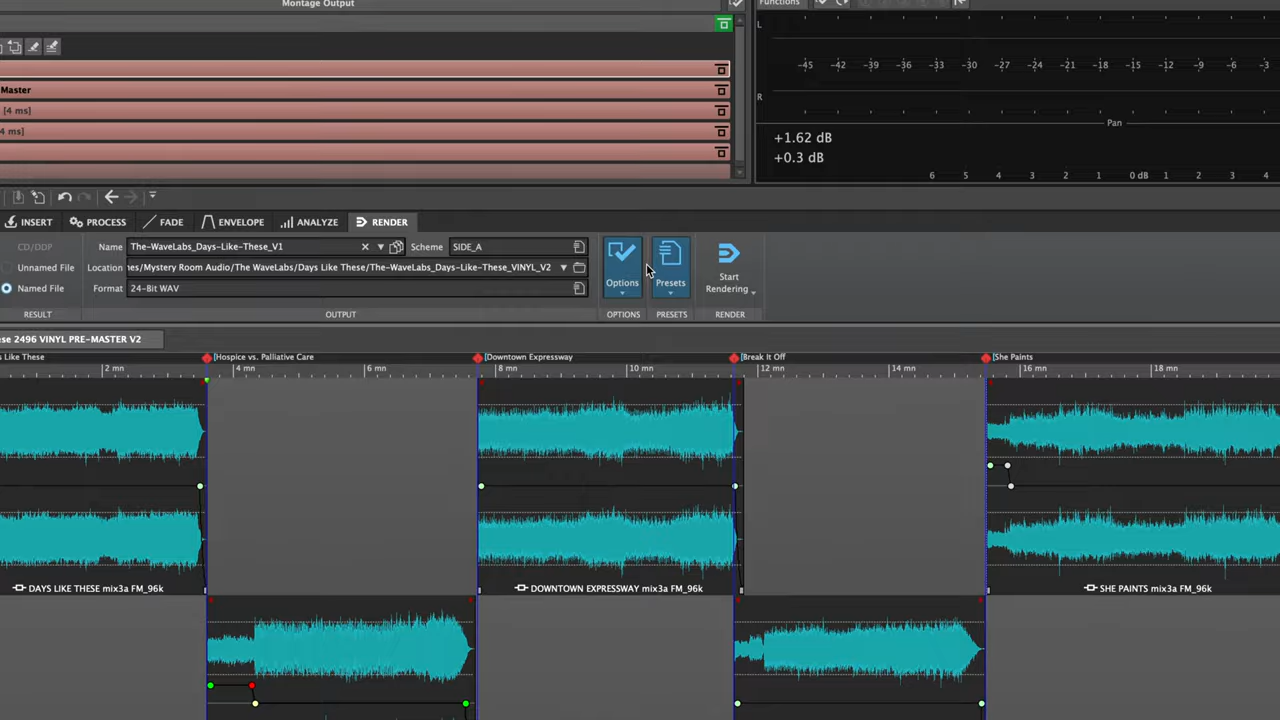 Montage Output
Functions
L
-45 -42 -39 -36 -33 -30 -27 -24 -21 -18 -15 -12 -9 -6 -3
Master
R
[4 ms]
Pan
4 ms]
+1.62 dB
+0.3 dB
6 5 4 3 2 1 0 dB 1 2 3 4
INSERT PROCESS FADE ENVELOPE ANALYZE RENDER
CD/DDP Name The-WaveLabs_Days-Like-These_V1 Scheme SIDE_A
Unnamed File Location nes/Mystery Room Audio/The WaveLabs/Days Like These/The-WaveLabs_Days-Like-These_VINYL_V2
Options Presets Start Rendering
Named File Format 24-Bit WAV
RESULT OUTPUT OPTIONS PRESETS RENDER
se 2496 VINYL PRE-MASTER V2
s Like These [Hospice vs. Palliative Care [Downtown Expressway [Break It Off [She Paints
2 mn 4 mn 6 mn 8 mn 10 mn 12 mn 14 mn 16 mn 18 mn
DAYS LIKE THESE mix3a FM_96k DOWNTOWN EXPRESSWAY mix3a FM_96k SHE PAINTS mix3a FM_96k